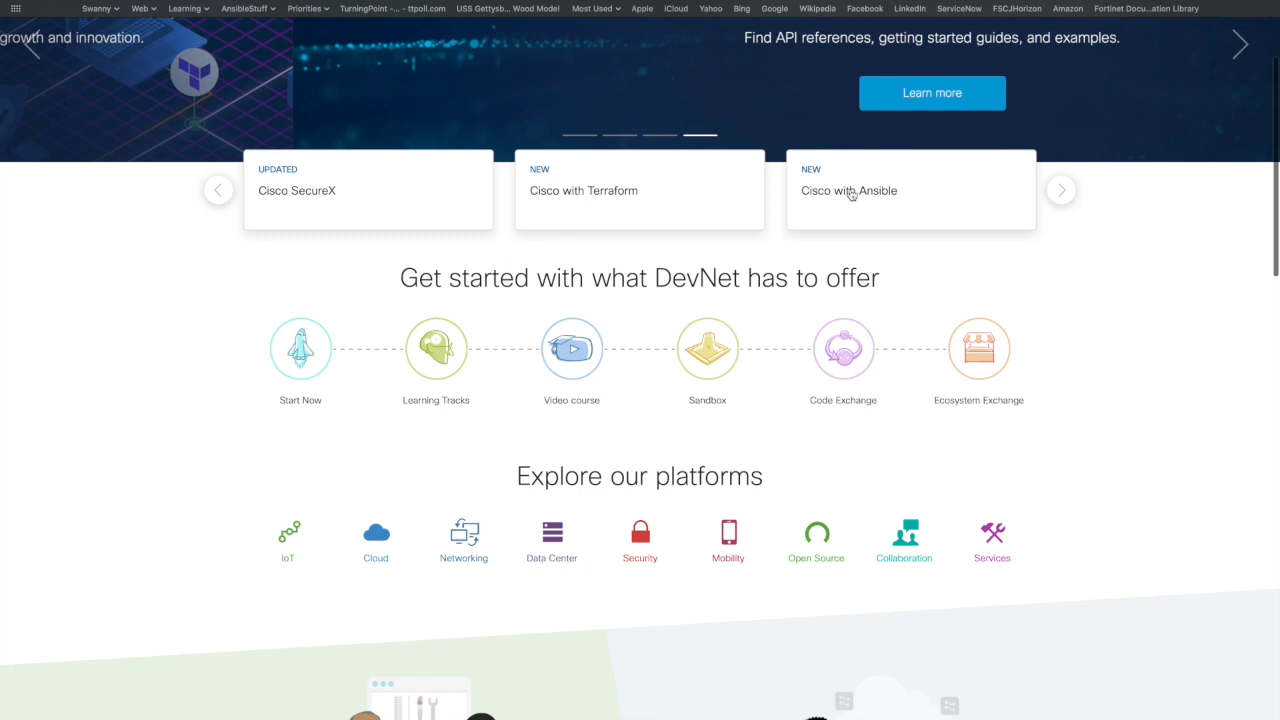 Swanny Web Learning AnsibleStuff Priorities TurningPoint -... - ttpoll.com USS Gettysb... Wood Model Most Used Apple iCloud Yahoo Bing Google Wikipedia Facebook LinkedIn ServiceNow FSCJHorizon Amazon Fortinet Docu...ation Library
growth and innovation.
Find API references, getting started guides, and examples.
Learn more
UPDATED
Cisco SecureX
NEW
Cisco with Terraform
NEW
Cisco with Ansible
Get started with what DevNet has to offer
Start Now Learning Tracks Video course Sandbox Code Exchange Ecosystem Exchange
Explore our platforms
IoT Cloud Networking Data Center Security Mobility Open Source Collaboration Services